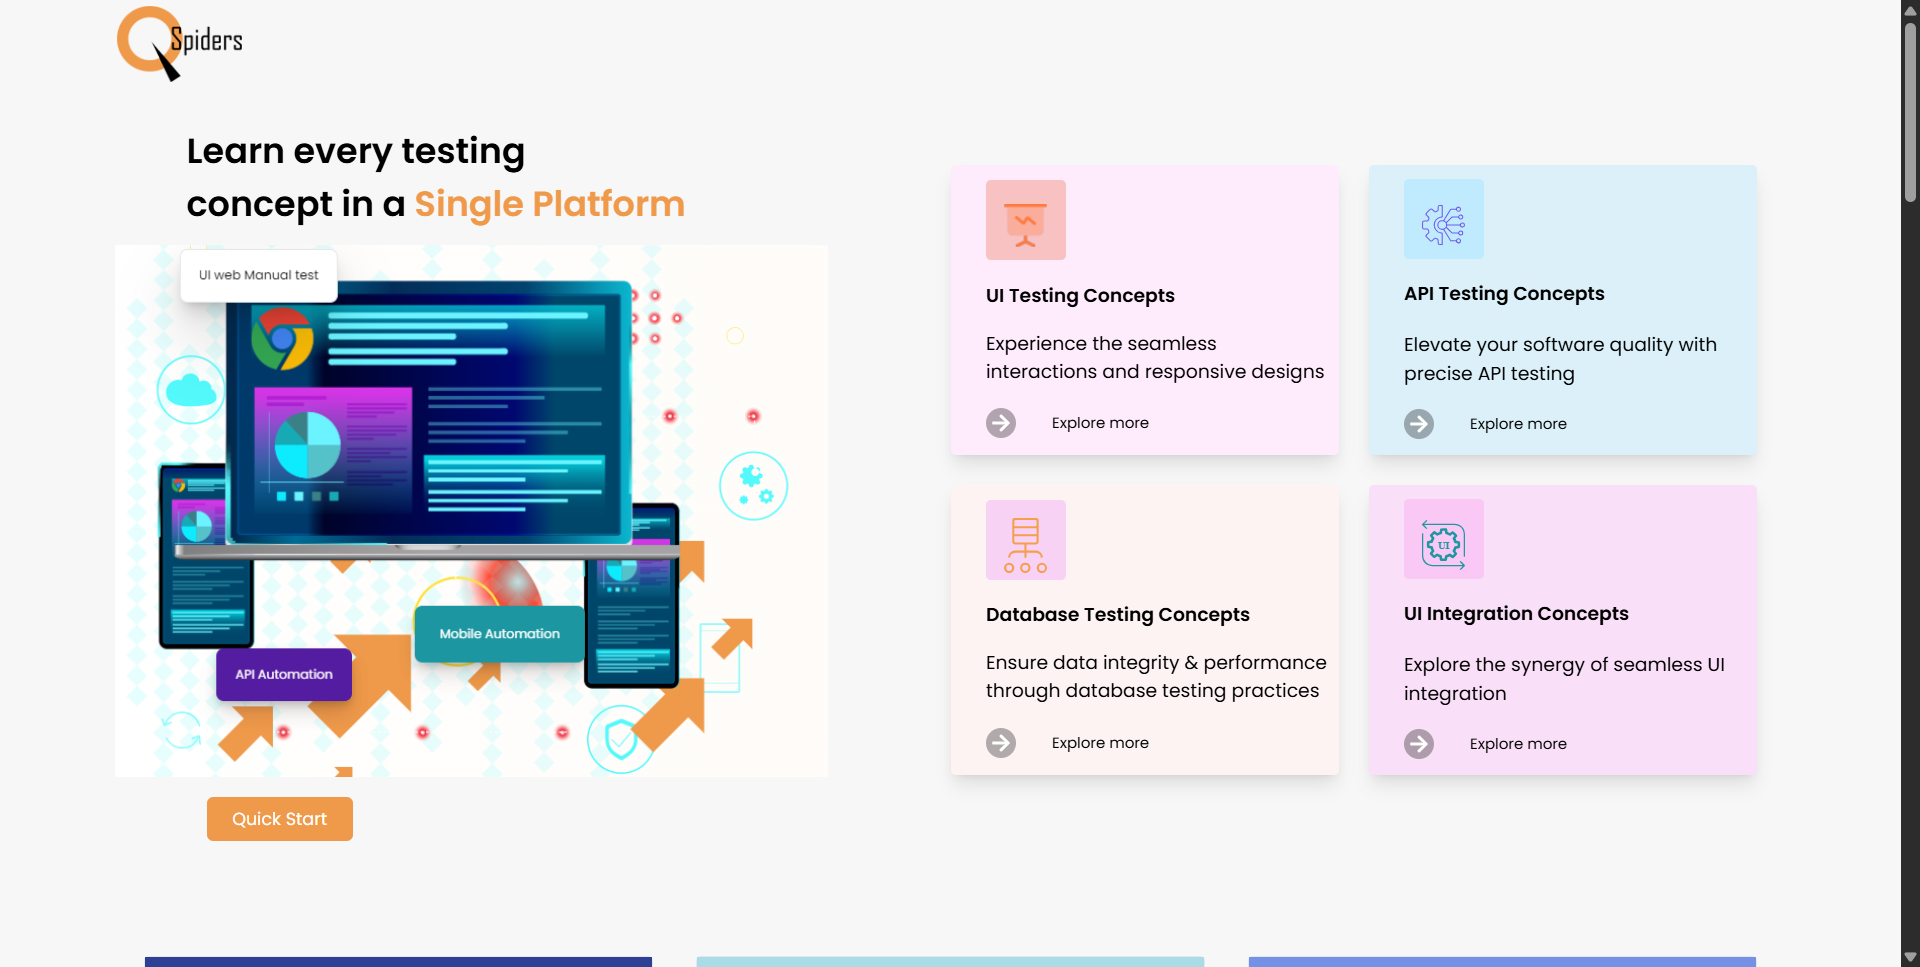 Spiders
Learn every testing
concept in a Single Platform
UI web Manual test
Mobile Automation
API Automation
Quick Start
UI Testing Concepts
Experience the seamless
interactions and responsive designs
Explore more
API Testing Concepts
Elevate your software quality with
precise API testing
Explore more
Database Testing Concepts
Ensure data integrity & performance
through database testing practices
Explore more
UI
UI Integration Concepts
Explore the synergy of seamless UI
integration
Explore more